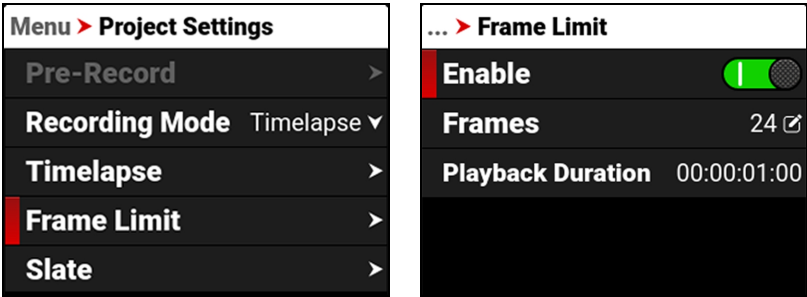 Menu > Project Settings
Pre-Record >
Recording Mode Timelapse
Timelapse >
Frame Limit >
Slate >
... > Frame Limit
Enable
Frames 24
Playback Duration 00:00:01:00